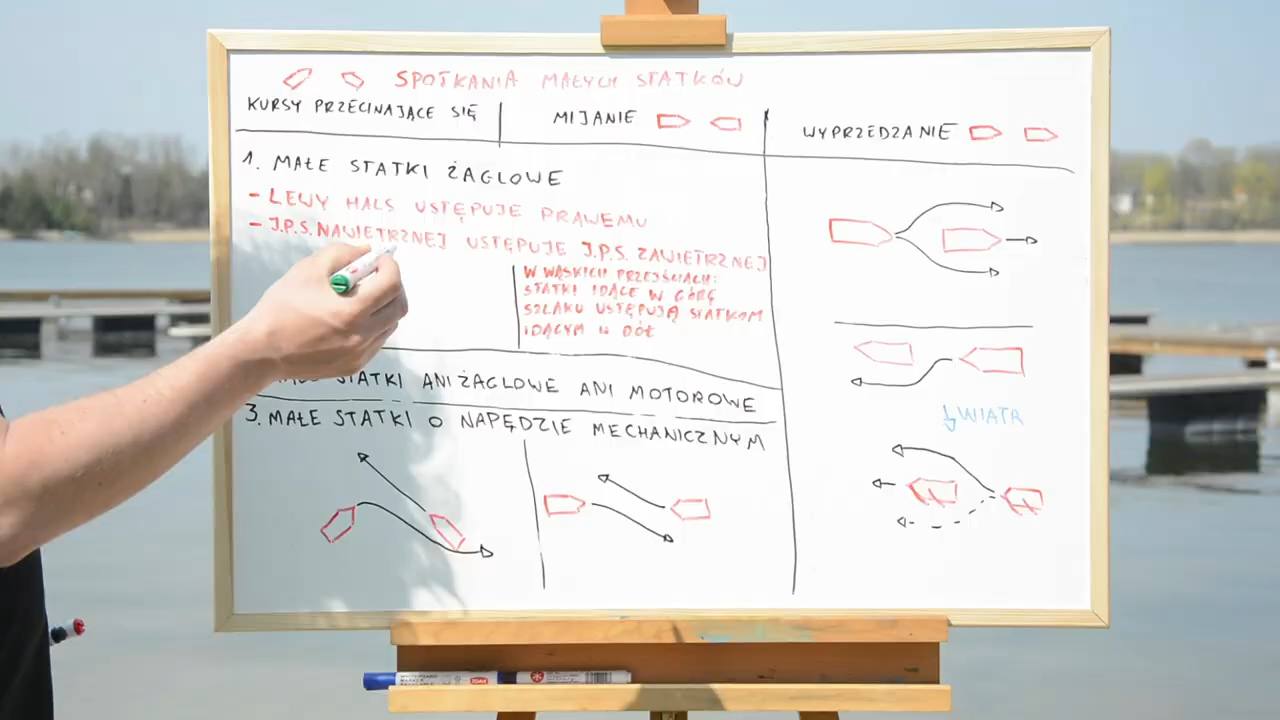 SPOTKANIA MAŁYCH STATKÓW
KURSY PRZECINAJĄCE SIĘ
MIJANIE
WYPRZEDZANIE
1. MAŁE STATKI ŻAGLOWE
- LEWY HALS USTĘPUJE PRAWEMU
- J.P.S. NAWIETRZNEJ USTĘPUJE J.P.S. ZAWIETRZNEJ
W WĄSKICH PRZEJŚCIACH:
STATKI IDĄCE W GÓRĘ
SZLAKU USTĘPUJĄ STATKOM
IDĄCYM W DÓŁ
STATKI ANI ŻAGLOWE ANI MOTOROWE
3. MAŁE STATKI O NAPĘDZIE MECHANICZNYM
WIATR